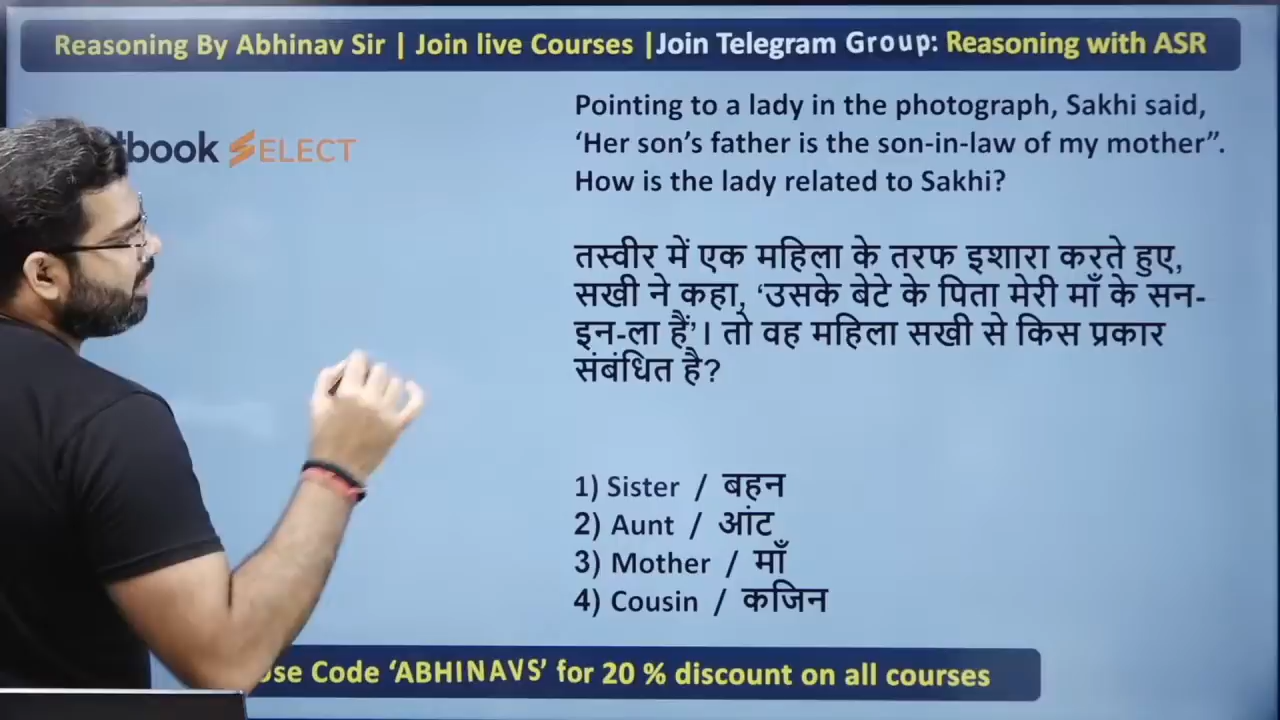 Reasoning By Abhinav Sir | Join live Courses |Join Telegram Group: Reasoning with ASR
book SELECT
Pointing to a lady in the photograph, Sakhi said,
‘Her son’s father is the son-in-law of my mother”.
How is the lady related to Sakhi?
तस्वीर में एक महिला के तरफ इशारा करते हुए,
सखी ने कहा, ‘उसके बेटे के पिता मेरी माँ के सन-
इन-ला हैं’। तो वह महिला सखी से किस प्रकार
संबंधित है?
1) Sister / बहन
2) Aunt / आंट
3) Mother / माँ
4) Cousin / कजिन
Use Code ‘ABHINAVS’ for 20 % discount on all courses